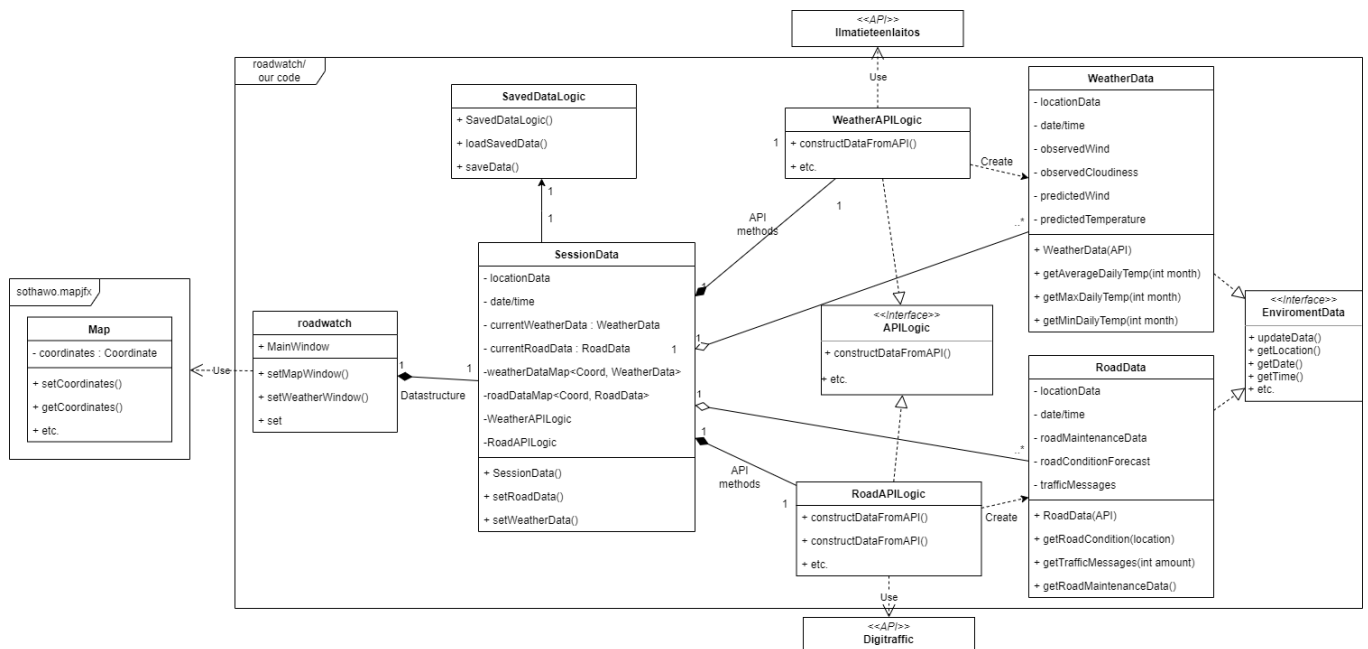 <<API>>
Ilmatieteenlaitos
roadwatch/
our code
Use
SavedDataLogic
+ SavedDataLogic()
+ loadSavedData()
+ saveData()
1
1
WeatherAPILogic
+ constructDataFromAPI()
+ etc.
1
1
Create
WeatherData
- locationData
- date/time
- observedWind
- observedCloudiness
- predictedWind
- predictedTemperature
+ WeatherData(API)
+ getAverageDailyTemp(int month)
+ getMaxDailyTemp(int month)
+ getMinDailyTemp(int month)
..*
API
methods
sothawo.mapjfx
Map
- coordinates : Coordinate
+ setCoordinates()
+ getCoordinates()
+ etc.
Use
roadwatch
+ MainWindow
+ setMapWindow()
+ setWeatherWindow()
+ set
1
1
Datastructure
SessionData
- locationData
- date/time
- currentWeatherData : WeatherData
- currentRoadData : RoadData
-weatherDataMap<Coord, WeatherData>
-roadDataMap<Coord, RoadData>
-WeatherAPILogic
-RoadAPILogic
+ SessionData()
+ setRoadData()
+ setWeatherData()
1
1
1
1
1
<<Interface>>
APILogic
+ constructDataFromAPI()
+ etc.
<<Interface>>
EnviromentData
+ updateData()
+ getLocation()
+ getDate()
+ getTime()
+ etc.
RoadData
- locationData
- date/time
- roadMaintenanceData
- roadConditionForecast
- trafficMessages
+ RoadData(API)
+ getRoadCondition(location)
+ getTrafficMessages(int amount)
+ getRoadMaintenanceData()
..*
API
methods
1
RoadAPILogic
+ constructDataFromAPI()
+ constructDataFromAPI()
+ etc.
Create
Use
<<API>>
Digitraffic